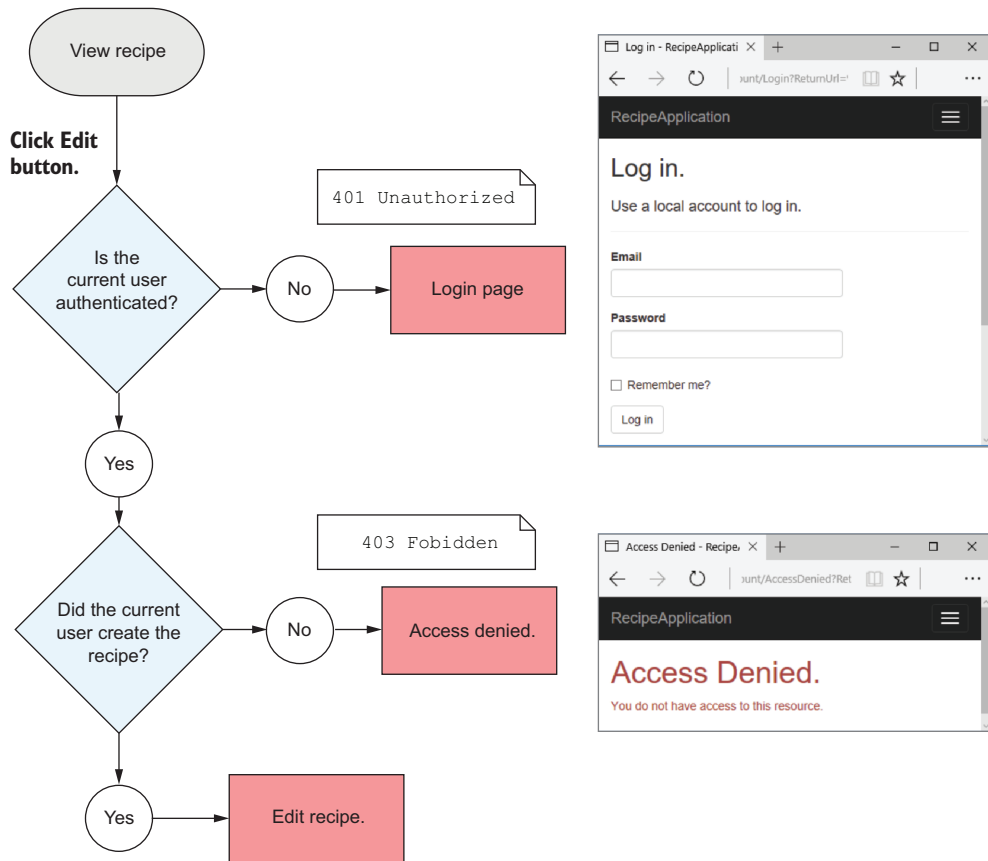 View recipe
Click Edit
button.
Is the
current user
authenticated?
No
401 Unauthorized
Login page
Yes
Did the current
user create the
recipe?
No
403 Fobidden
Access denied.
Yes
Edit recipe.
Log in - RecipeApplicati
ount/Login?ReturnUrl='
RecipeApplication
Log in.
Use a local account to log in.
Email
Password
Remember me?
Log in
Access Denied - Recipe
ount/AccessDenied?Ret
RecipeApplication
Access Denied.
You do not have access to this resource.